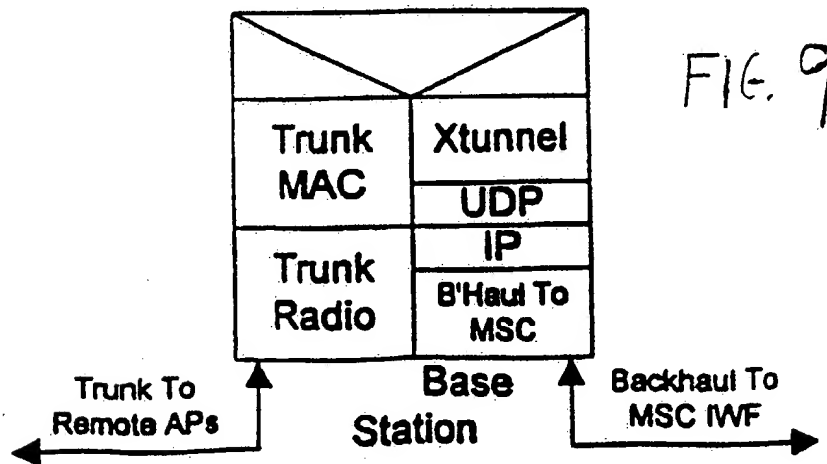 FIG. 9
Trunk
MAC
Xtunnel
UDP
Trunk
Radio
IP
B'Haul To
MSC
Trunk To
Remote APs
Base
Station
Backhaul To
MSC IWF